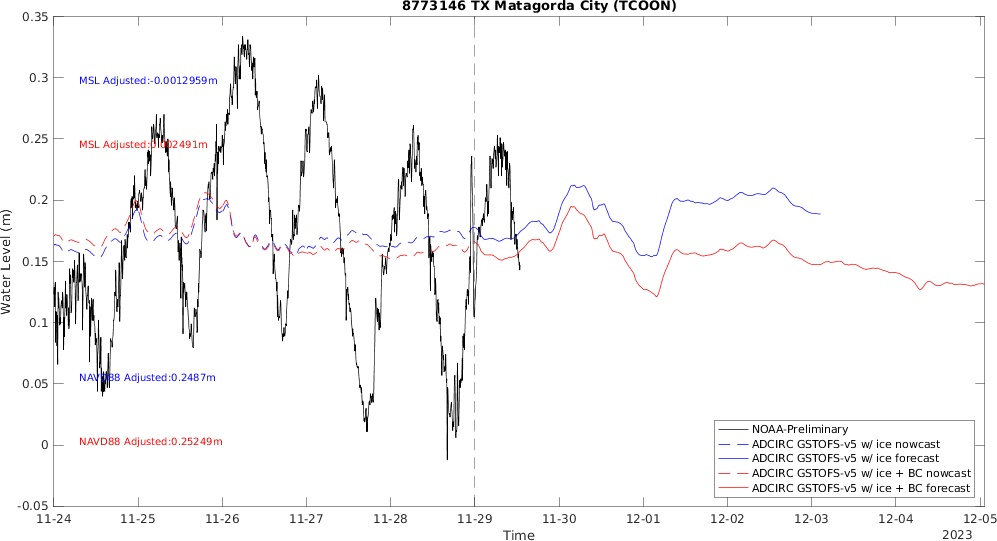 8773146 TX Matagorda City (TCOON)
0.35
0.3
0.25
0.2
0.15
0.1
0.05
0
-0.05
Water Level (m)
MSL Adjusted:-0.0012959m
MSL Adjusted:0.002491m
NAVD88 Adjusted:0.2487m
NAVD88 Adjusted:0.25249m
NOAA-Preliminary
ADCIRC GSTOFS-v5 w/ ice nowcast
ADCIRC GSTOFS-v5 w/ ice forecast
ADCIRC GSTOFS-v5 w/ ice + BC nowcast
ADCIRC GSTOFS-v5 w/ ice + BC forecast
11-24 11-25 11-26 11-27 11-28 11-29 11-30 12-01 12-02 12-03 12-04 12-05
Time
2023